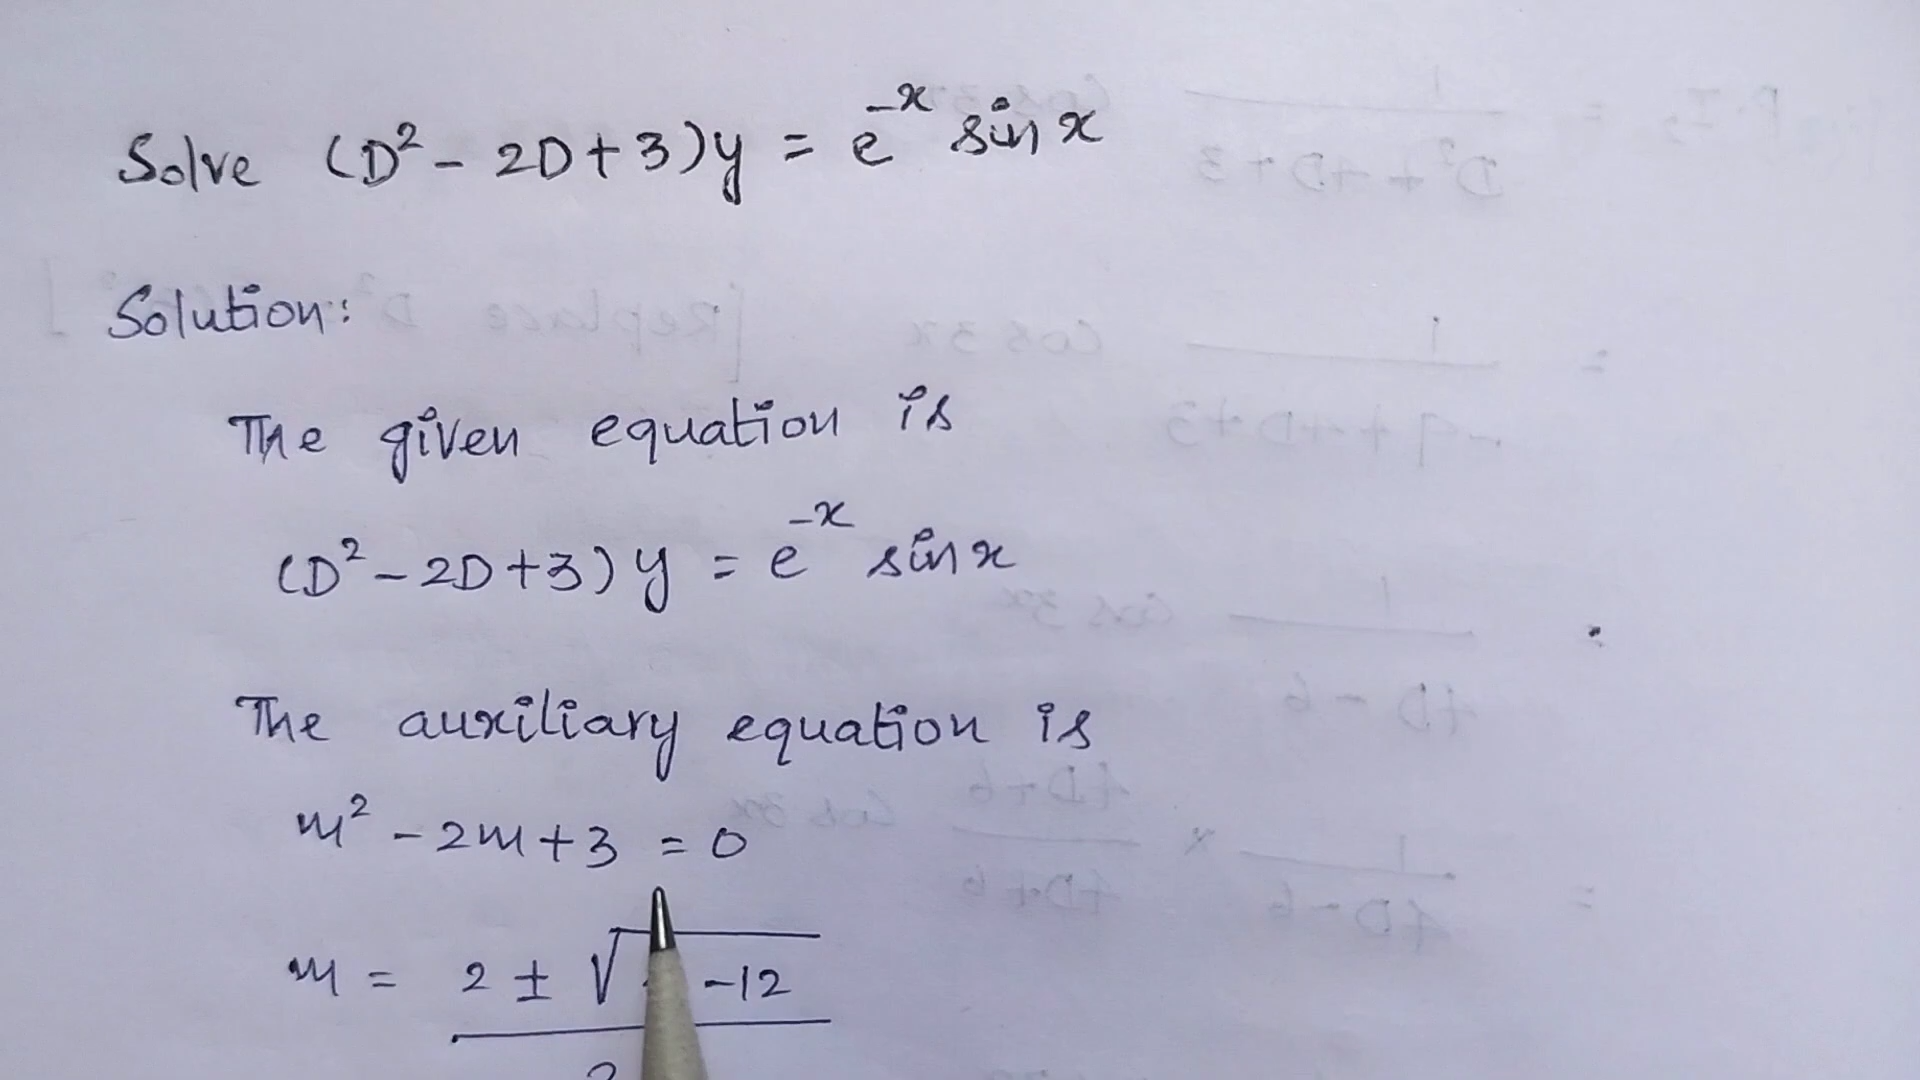 Solve (D² - 2D + 3)y = e^-x sin x
Solution:
The given equation is
(D² - 2D + 3) y = e^-x sin x
The auxiliary equation is
m² - 2m + 3 = 0
m = 2 ± √ -12
2